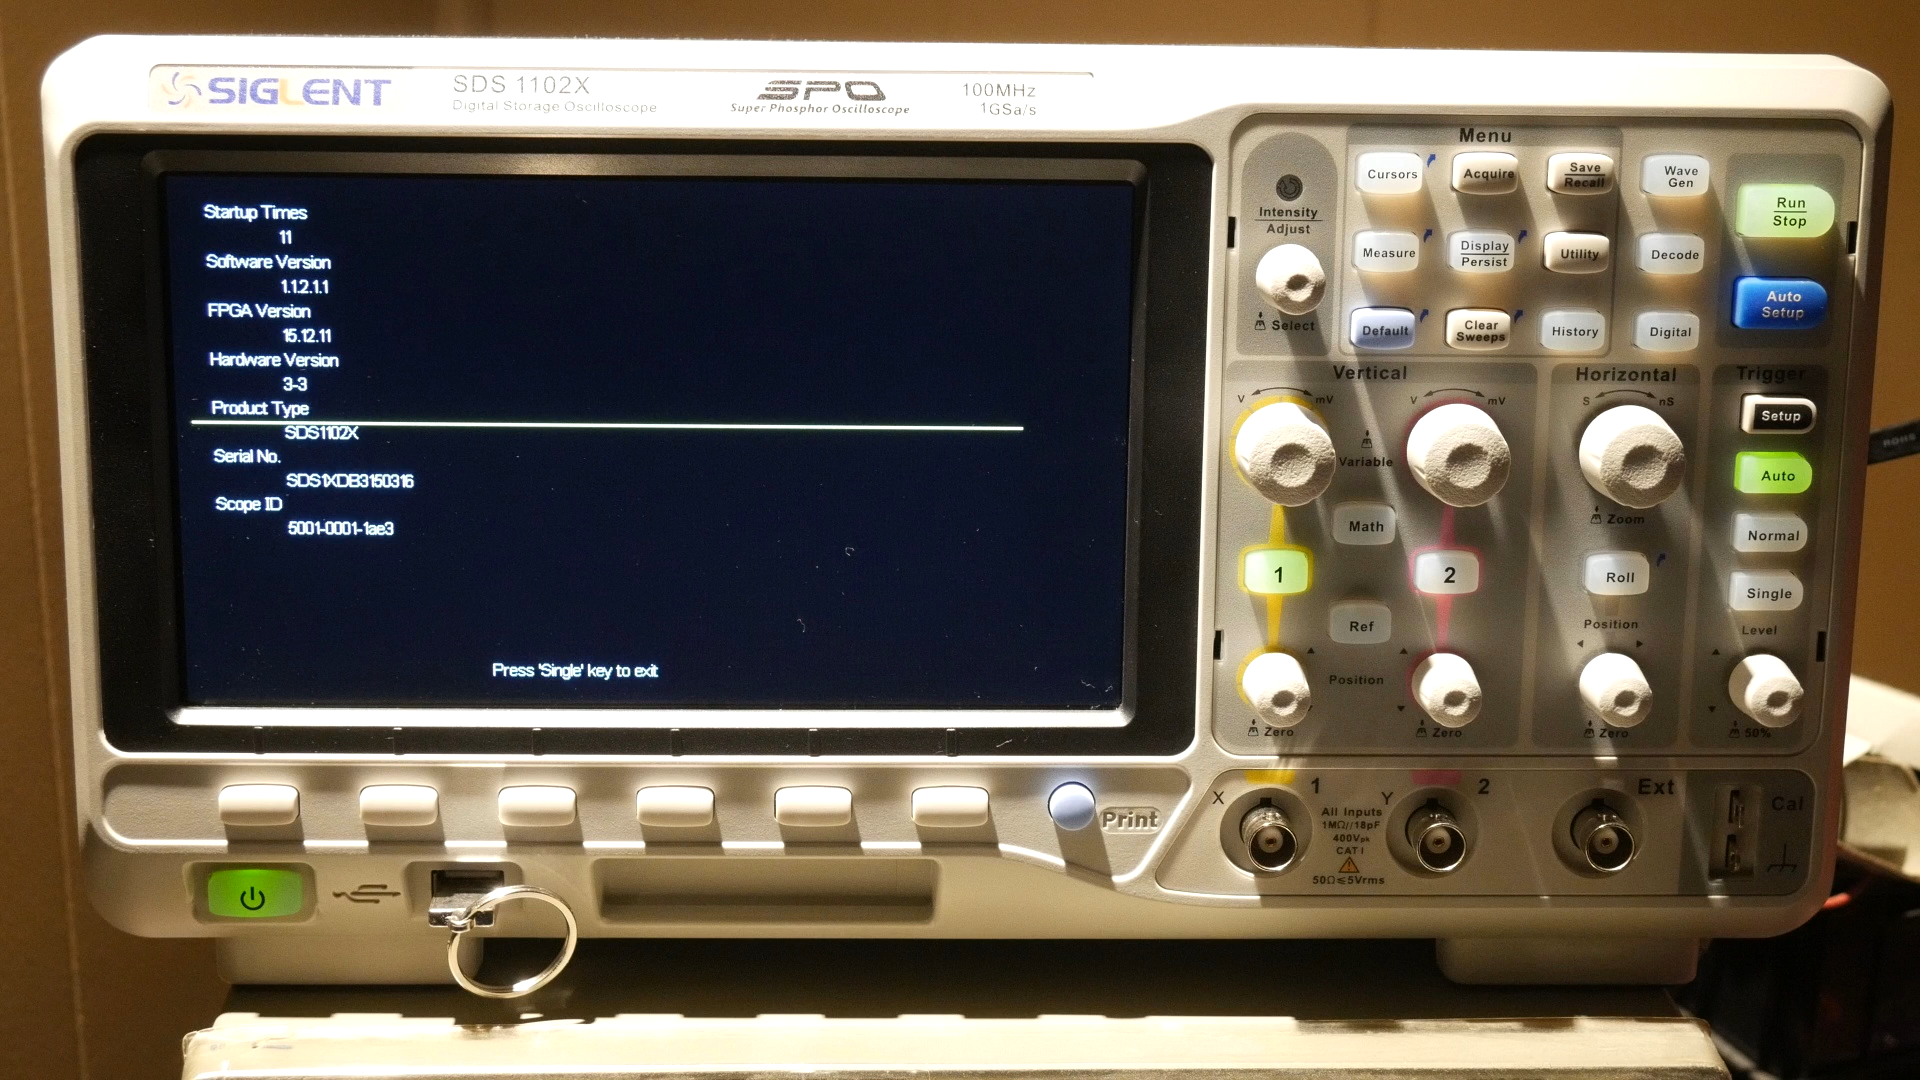 SIGLENT
SDS 1102X
Digital Storage Oscilloscope
SPO
Super Phosphor Oscilloscope
100MHz
1GSa/s
Startup Times
11
Software Version
1.1.2.1.1
FPGA Version
15.12.11
Hardware Version
3-3
Product Type
SDS1102X
Serial No.
SDS1XDB3150316
Scope ID
5001-0001-1ae3
Press 'Single' key to exit
Print
Intensity
Adjust
Select
Menu
Cursors
Acquire
Save
Recall
Wave
Gen
Measure
Display
Persist
Utility
Decode
Default
Clear
Sweeps
History
Digital
Run
Stop
Auto
Setup
Vertical
V
mV
V
mV
Variable
Math
1
2
Ref
Position
Zero
Zero
Horizontal
S
nS
Zoom
Roll
Position
Zero
Trigger
Setup
Auto
Normal
Single
Level
50%
X
1
All Inputs
1MΩ//18pF
400Vpk
CAT I
50Ω≤5Vrms
Y
2
Ext
Cal